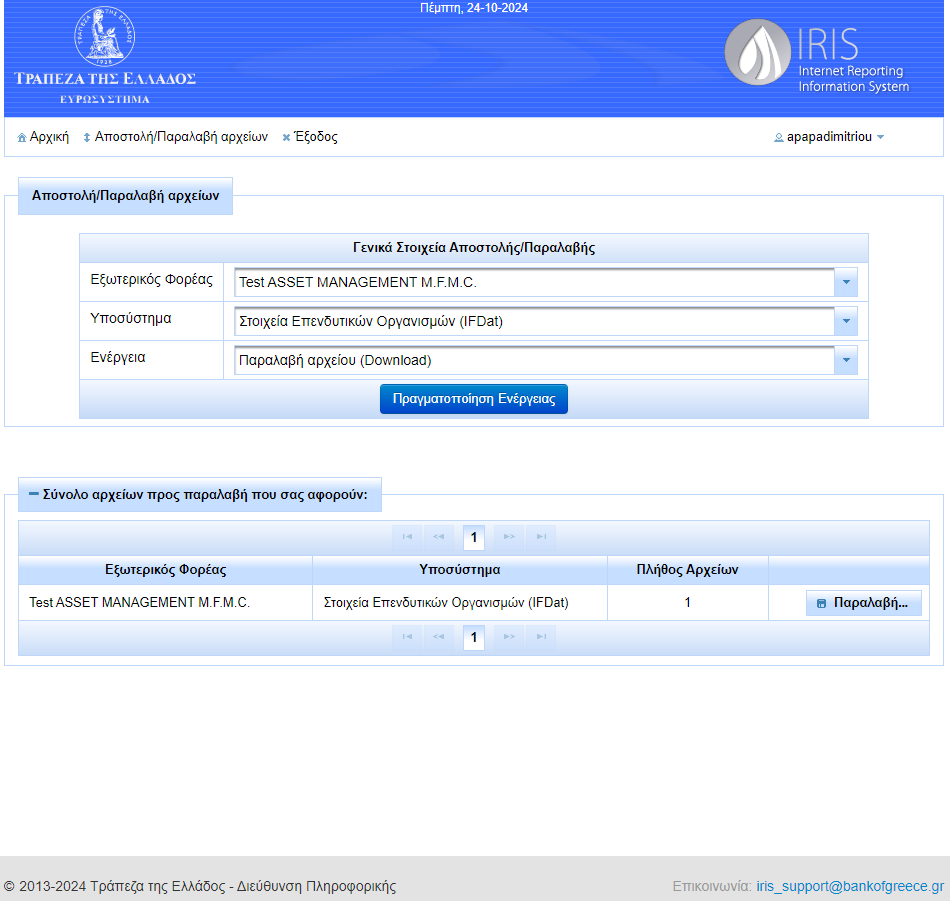 Πέμπτη, 24-10-2024
ΤΡΑΠΕΖΑ ΤΗΣ ΕΛΛΑΔΟΣ
1928
ΤΡΑΠΕΖΑ ΤΗΣ ΕΛΛΑΔΟΣ
ΕΥΡΩΣΥΣΤΗΜΑ
IRIS
Internet Reporting
Information System
Αρχική Αποστολή/Παραλαβή αρχείων Έξοδος apapadimitriou
Αποστολή/Παραλαβή αρχείων
Γενικά Στοιχεία Αποστολής/Παραλαβής
Εξωτερικός Φορέας Test ASSET MANAGEMENT M.F.M.C.
Υποσύστημα Στοιχεία Επενδυτικών Οργανισμών (IFDat)
Ενέργεια Παραλαβή αρχείου (Download)
Πραγματοποίηση Ενέργειας
Σύνολο αρχείων προς παραλαβή που σας αφορούν:
1
Εξωτερικός Φορέας Υποσύστημα Πλήθος Αρχείων
Test ASSET MANAGEMENT M.F.M.C. Στοιχεία Επενδυτικών Οργανισμών (IFDat) 1 Παραλαβή...
1
© 2013-2024 Τράπεζα της Ελλάδος - Διεύθυνση Πληροφορικής Επικοινωνία: iris_support@bankofgreece.gr